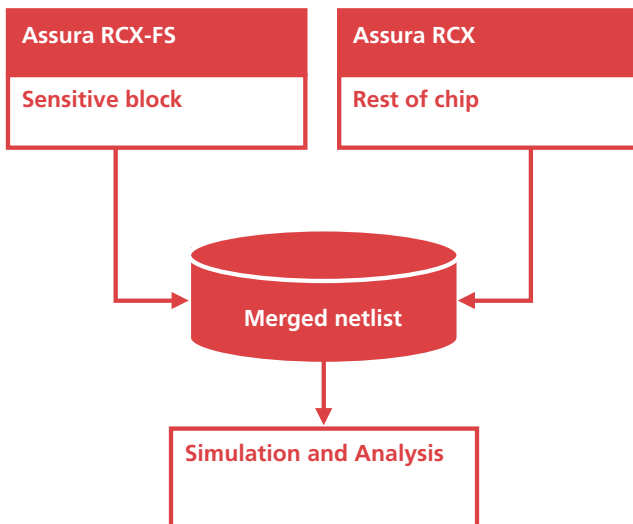 Assura RCX-FS
Sensitive block
Assura RCX
Rest of chip
Merged netlist
Simulation and Analysis